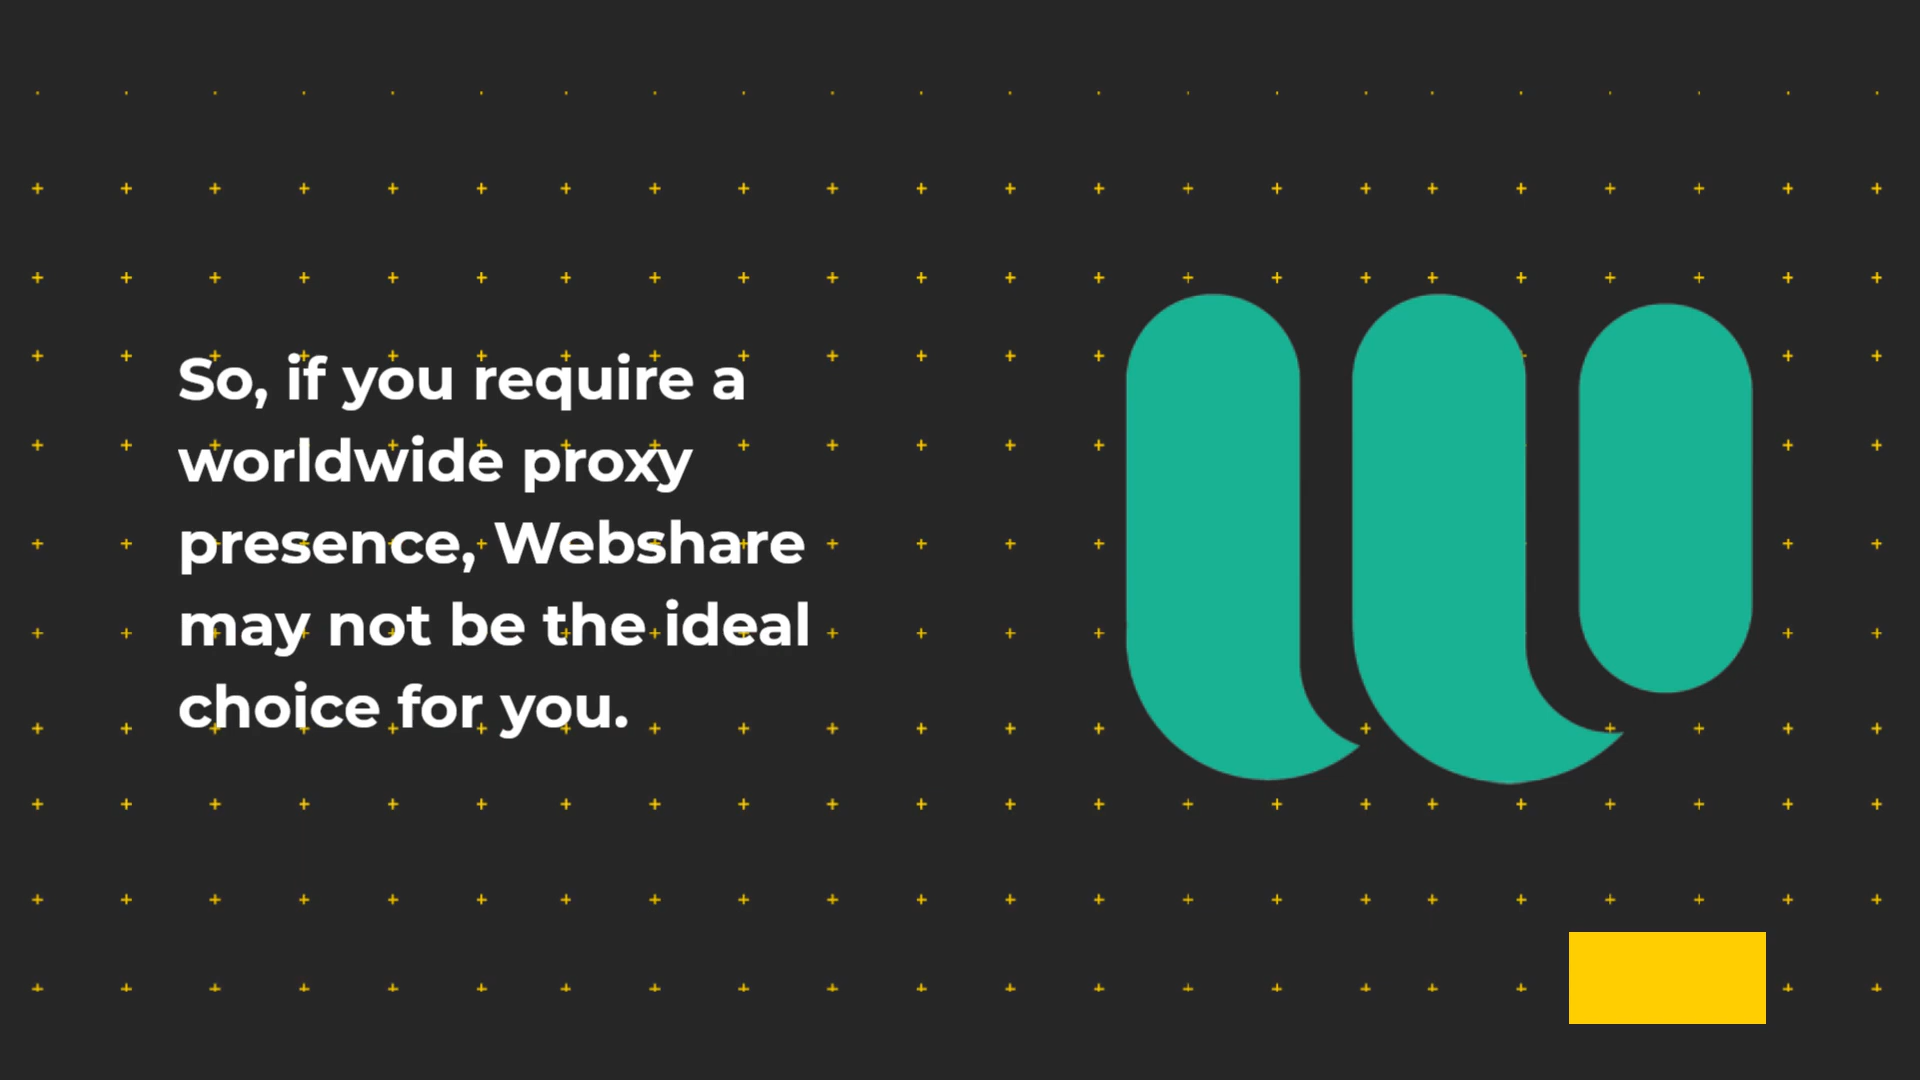 So, if you require a
worldwide proxy
presence, Webshare
may not be the ideal
choice for you.